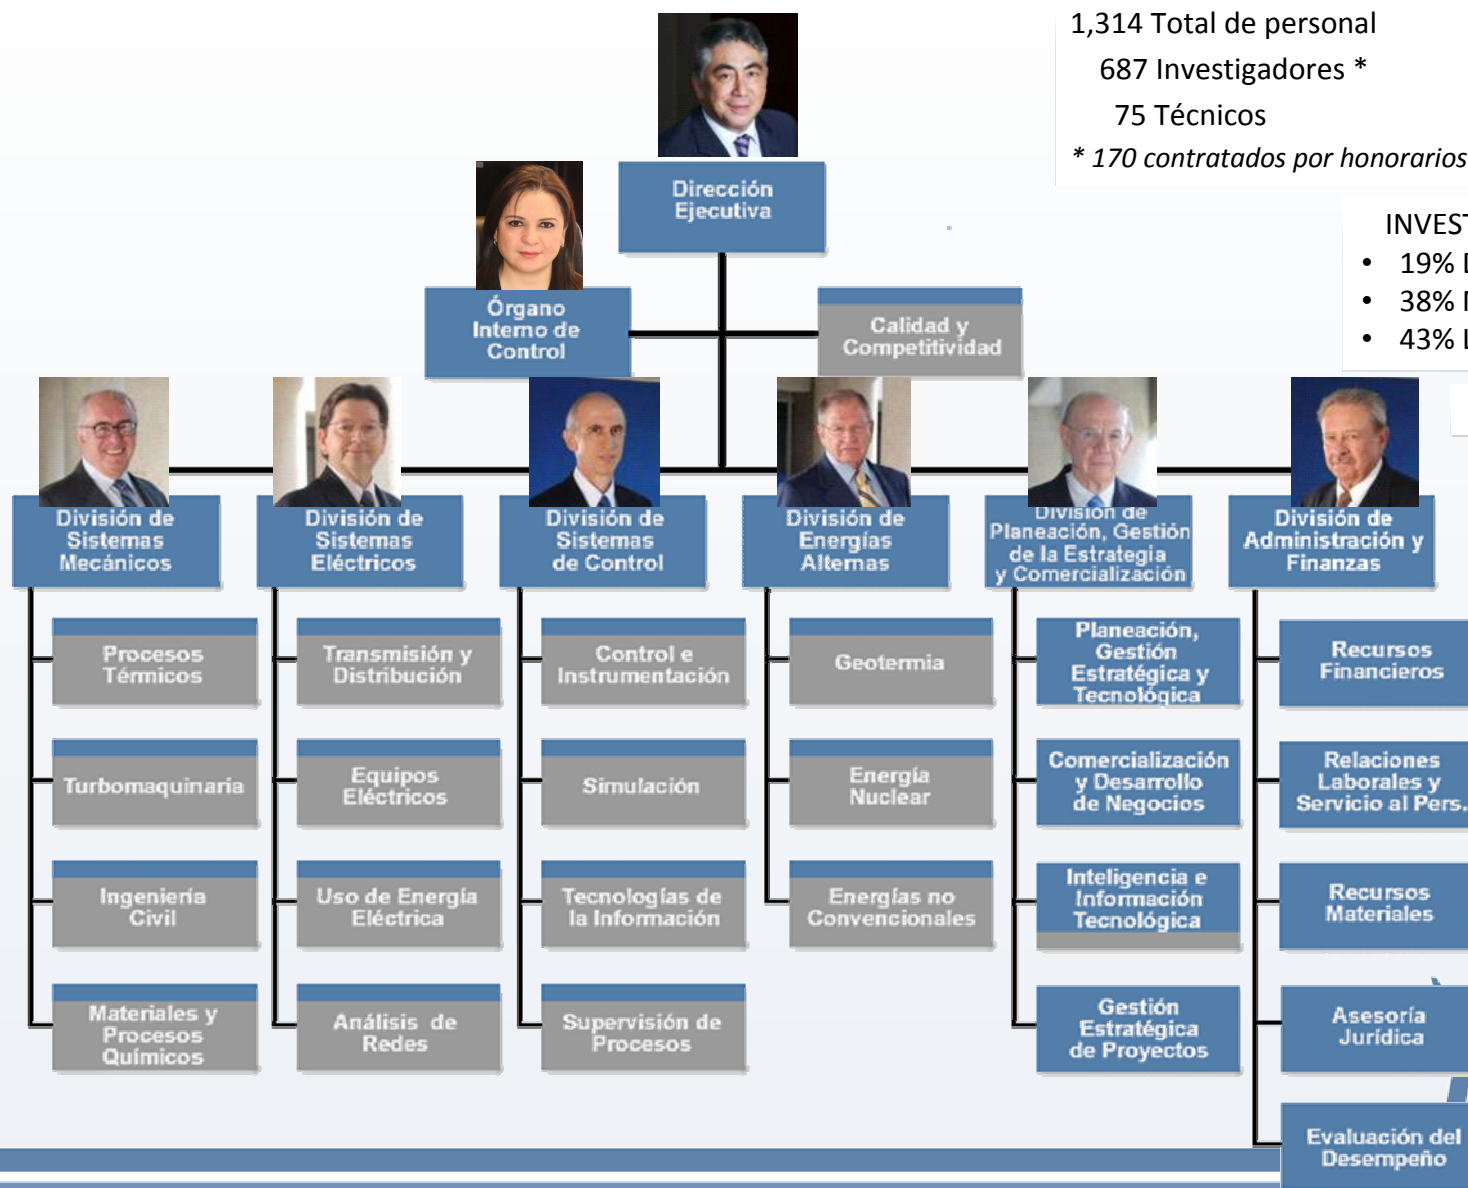 1,314 Total de personal
687 Investigadores *
75 Técnicos
* 170 contratados por honorarios
Dirección
Ejecutiva
19%
38%
43%
Órgano
Interno de
Control
Calidad y
Competitividad
División de
Sistemas
Mecánicos
División de
Sistemas
Eléctricos
División de
Sistemas
de Control
División de
Energías
Alternas
División de
Planeación, Gestión
de la Estrategia
y Comercialización
División de
Administración y
Finanzas
Procesos
Térmicos
Transmisión y
Distribución
Control e
Instrumentación
Geotermia
Planeación,
Gestión
Estratégica y
Tecnológica
Recursos
Financieros
Turbomaquinaria
Equipos
Eléctricos
Simulación
Energía
Nuclear
Comercialización
y Desarrollo
de Negocios
Relaciones
Laborales y
Servicio al Pers.
Ingeniería
Civil
Uso de Energía
Eléctrica
Tecnologías de
la Información
Energías no
Convencionales
Inteligencia e
Información
Tecnológica
Recursos
Materiales
Materiales y
Procesos
Químicos
Análisis de
Redes
Supervisión de
Procesos
Gestión
Estratégica
de Proyectos
Asesoría
Jurídica
Evaluación del
Desempeño